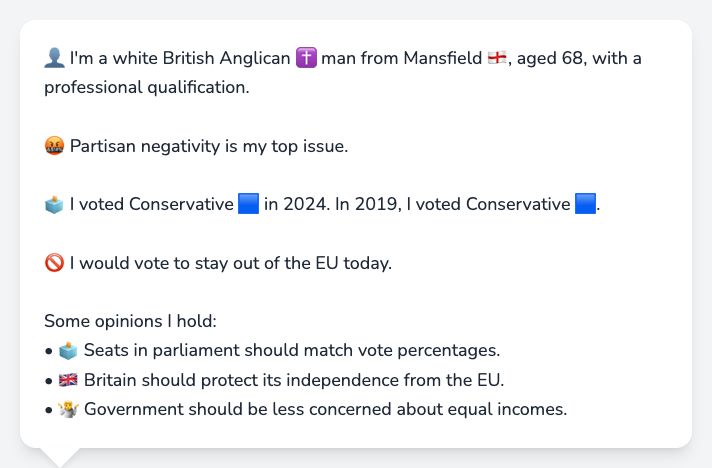 👤 I'm a white British Anglican ✝️ man from Mansfield 🏴󠁧󠁢󠁥󠁮󠁧󠁿, aged 68, with a
professional qualification.
🤬 Partisan negativity is my top issue.
🗳️ I voted Conservative 🟦 in 2024. In 2019, I voted Conservative 🟦.
🚫 I would vote to stay out of the EU today.
Some opinions I hold:
• 🗳️ Seats in parliament should match vote percentages.
• 🇬🇧 Britain should protect its independence from the EU.
• 🤷 Government should be less concerned about equal incomes.